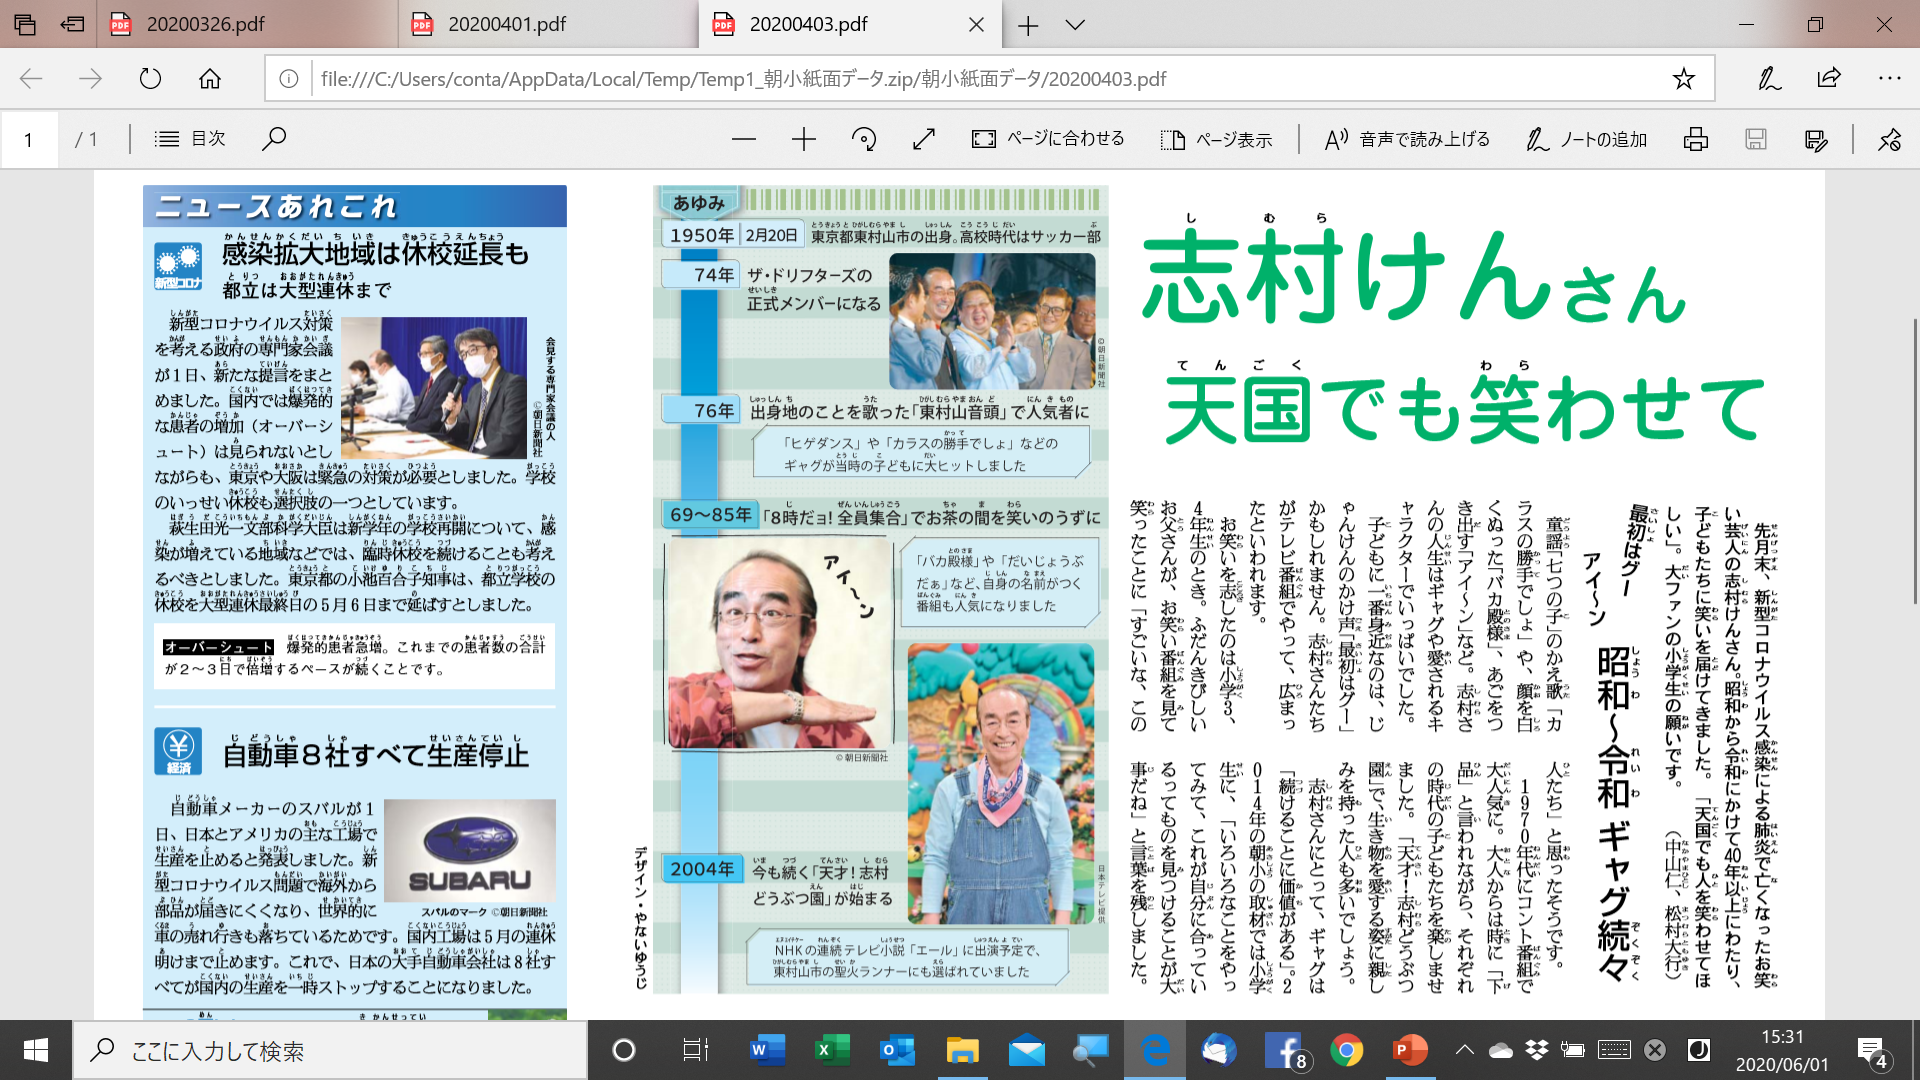 20200326.pdf
20200401.pdf
20200403.pdf
file:///C:/Users/conta/AppData/Local/Temp/Temp1_朝小紙面データ.zip/朝小紙面データ/20200403.pdf
1
/ 1
目次
ページに合わせる
ページ表示
音声で読み上げる
ノートの追加
志村けんさん
天国でも笑わせて
先月末、新型コロナウイルス感染による肺炎で亡くなったお笑
い芸人の志村けんさん。昭和から令和にかけて40年以上にわたり、
子どもたちに笑いを届けてきました。「天国でも人を笑わせてほ
しい」。大ファンの小学生の願いです。 （中山仁、松村大行）
最初はグー
アイ〜ン
昭和〜令和 ギャグ続々
童謡「七つの子」のかえ歌「カ
ラスの勝手でしょ」や、顔を白
くぬった「バカ殿様」、あごをつ
き出す「アイ〜ン」など。志村さ
んの人生はギャグや愛されるキ
ャラクターでいっぱいでした。
子どもに一番身近なのは、じ
ゃんけんのかけ声「最初はグー」
かもしれません。志村さんたち
がテレビ番組でやって、広まっ
たといわれます。
お笑いを志したのは小学3、
4年生のとき。ふだんきびしい
お父さんが、お笑い番組を見て
笑ったことに「すごいな、この
人たち」と思ったそうです。
1970年代にコント番組で
大人気に。大人からは時に「下
品」と言われながら、それぞれ
の時代の子どもたちを楽しませ
ました。「天才！志村どうぶつ
園」で、生き物を愛する姿に親し
みを持った人も多いでしょう。
志村さんにとって、ギャグは
「続けることに価値がある」。2
014年の朝小の取材では小学
生に、「いろいろなことをやっ
てみて、これが自分に合ってい
るってものを見つけることが大
事だね」と言葉を残しました。
あゆみ
1950年 2月20日 東京都東村山市の出身。高校時代はサッカー部
74年 ザ・ドリフターズの
正式メンバーになる
©朝日新聞社
76年 出身地のことを歌った「東村山音頭」で人気者に
「ヒゲダンス」や「カラスの勝手でしょ」などの
ギャグが当時の子どもに大ヒットしました
69〜85年 「8時だヨ！全員集合」でお茶の間を笑いのうずに
アイ〜ン
©朝日新聞社
「バカ殿様」や「だいじょうぶ
だぁ」など、自身の名前がつく
番組も人気になりました
2004年 今も続く「天才！志村
どうぶつ園」が始まる
日本テレビ提供
NHKの連続テレビ小説「エール」に出演予定で、
東村山市の聖火ランナーにも選ばれていました
デザイン・やないゆうじ
ニュースあれこれ
新型コロナ
感染拡大地域は休校延長も
都立は大型連休まで
新型コロナウイルス対策
を考える政府の専門家会議
が1日、新たな提言をまと
めました。国内では爆発的
な患者の増加（オーバーシ
ュート）は見られないとし
ながらも、東京や大阪は緊急の対策が必要としました。学校
のいっせい休校も選択肢の一つとしています。
萩生田光一文部科学大臣は新学年の学校再開について、感
染が増えている地域などでは、臨時休校を続けることも考え
るべきとしました。東京都の小池百合子知事は、都立学校の
休校を大型連休最終日の5月6日まで延ばすとしました。
会見する専門家会議の人
©朝日新聞社
オーバーシュート 爆発的患者急増。これまでの患者数の合計
が2〜3日で倍増するペースが続くことです。
経済
自動車8社すべて生産停止
自動車メーカーのスバルが1
日、日本とアメリカの主な工場で
生産を止めると発表しました。新
型コロナウイルス問題で海外から
部品が届きにくくなり、世界的に
車の売れ行きも落ちているためです。国内工場は5月の連休
明けまで止めます。これで、日本の大手自動車会社は8社す
べてが国内の生産を一時ストップすることになりました。
SUBARU
スバルのマーク ©朝日新聞社
ここに入力して検索
8
15:31
2020/06/01
4